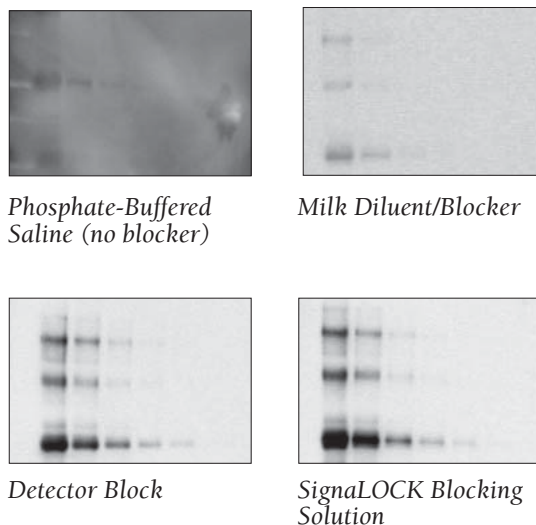 Phosphate-Buffered
Saline (no blocker)
Milk Diluent/Blocker
Detector Block
SignaLOCK Blocking
Solution